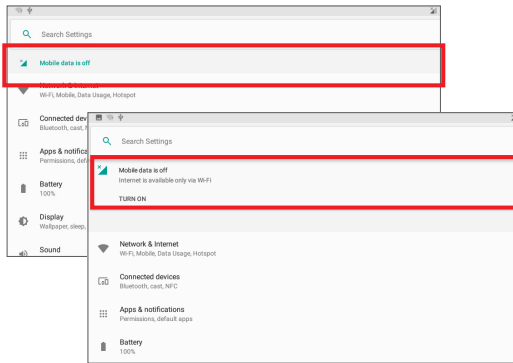 Search Settings
Mobile data is off
Network & Internet
Wi-Fi, Mobile, Data Usage, Hotspot
Connected dev
Bluetooth, cast,
Apps & notifica
Permissions, defa
Battery
100%
Display
Wallpaper, sleep,
Sound
Search Settings
Mobile data is off
Internet is available only via Wi-Fi
TURN ON
Network & Internet
Wi-Fi, Mobile, Data Usage, Hotspot
Connected devices
Bluetooth, cast, NFC
Apps & notifications
Permissions, default apps
Battery
100%